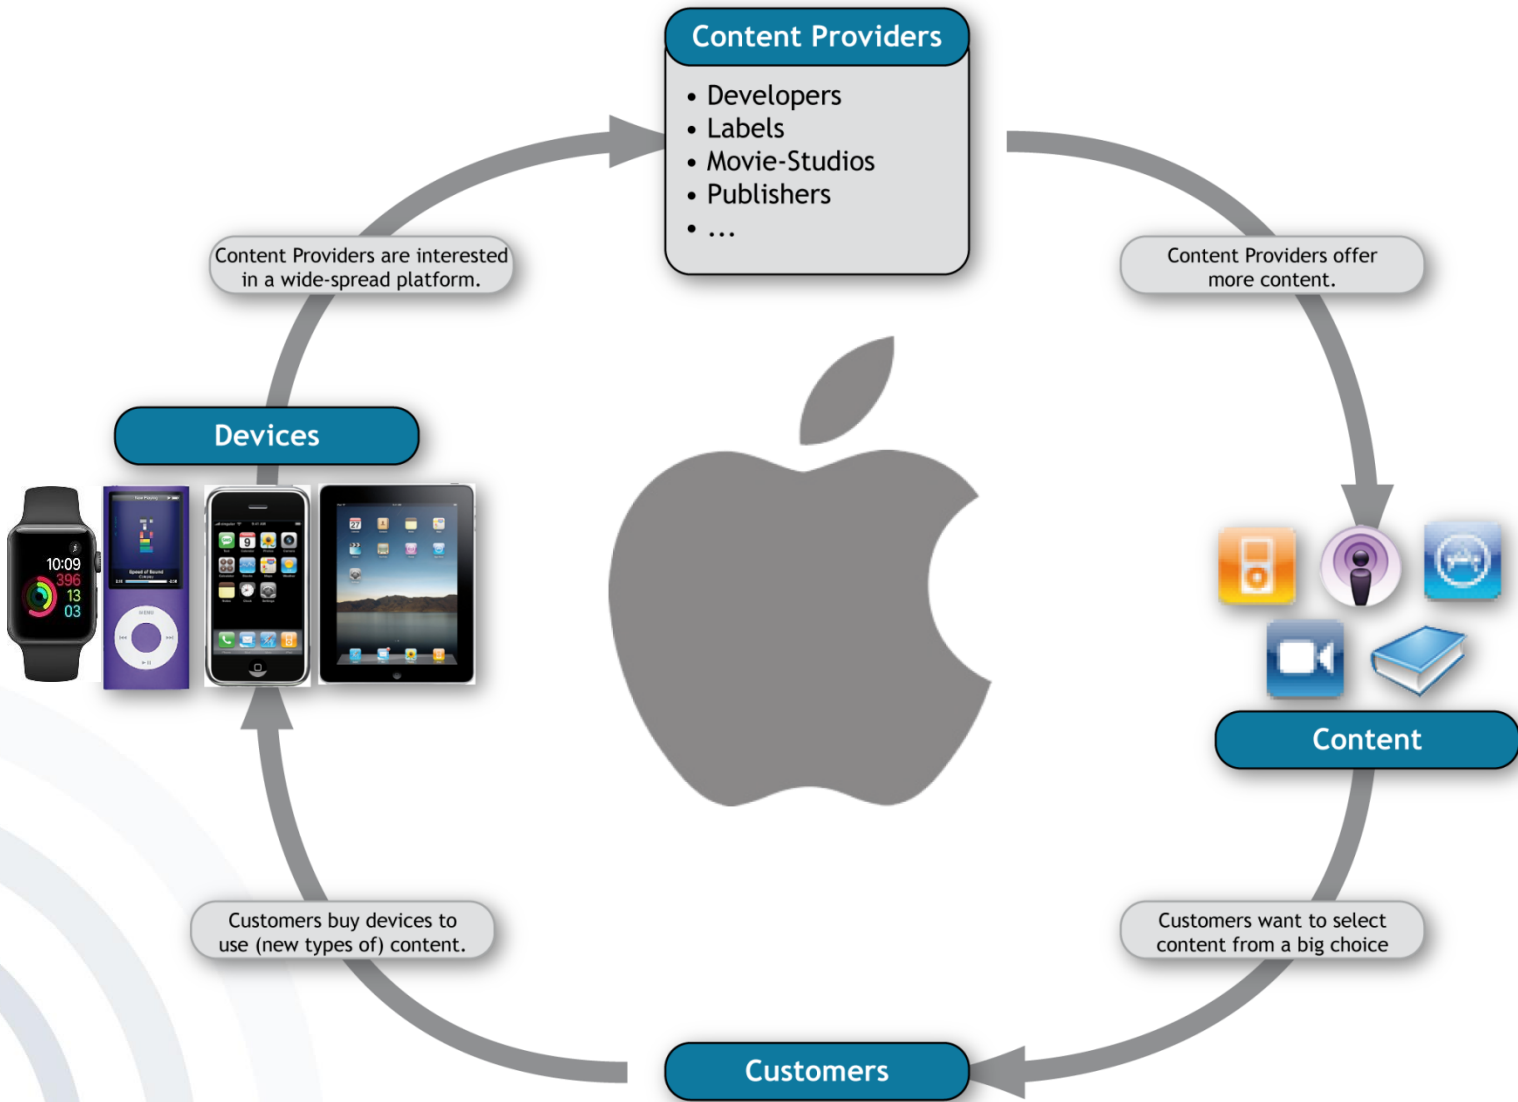 Content Providers
• Developers
• Labels
• Movie-Studios
• Publishers
• ...
Content Providers are interested
in a wide-spread platform.
Content Providers offer
more content.
Devices
10:09
396
13
03
MENU
Content
Customers buy devices to
use (new types of) content.
Customers want to select
content from a big choice
Customers